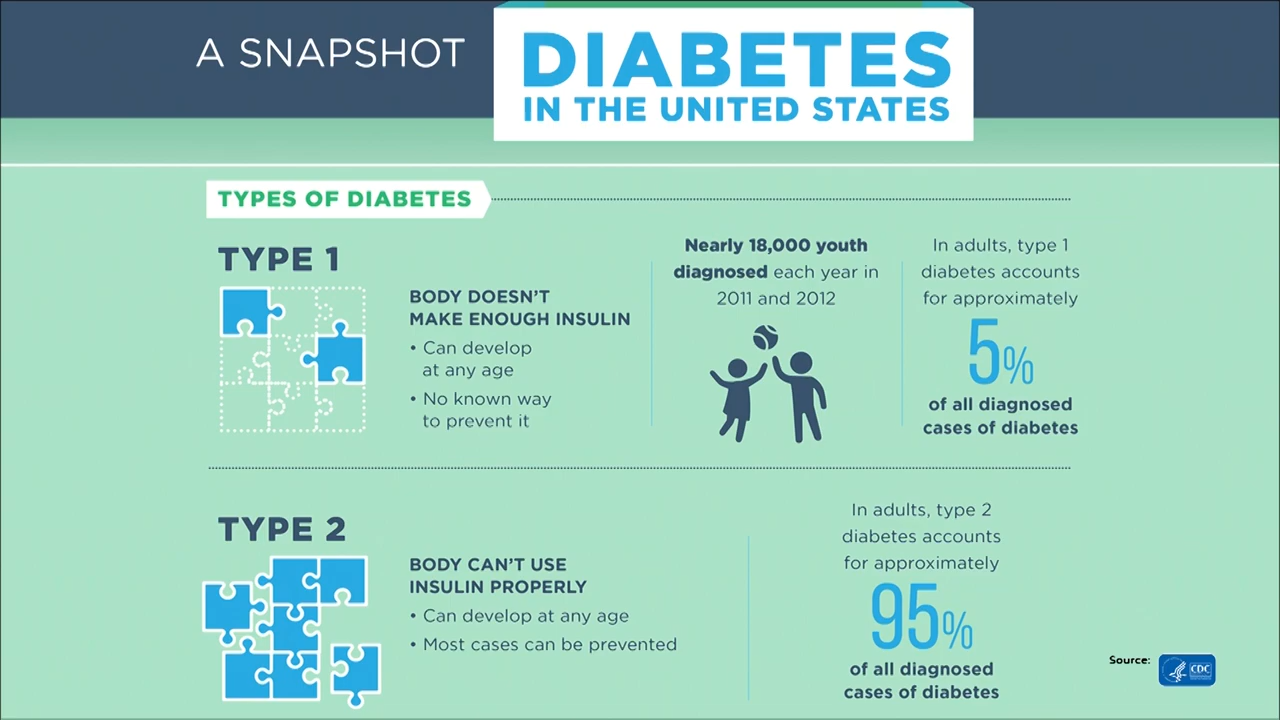 A SNAPSHOT
DIABETES
IN THE UNITED STATES
TYPES OF DIABETES
TYPE 1
BODY DOESN'T
MAKE ENOUGH INSULIN
• Can develop
at any age
• No known way
to prevent it
Nearly 18,000 youth
diagnosed each year in
2011 and 2012
In adults, type 1
diabetes accounts
for approximately
5%
of all diagnosed
cases of diabetes
TYPE 2
BODY CAN'T USE
INSULIN PROPERLY
• Can develop at any age
• Most cases can be prevented
In adults, type 2
diabetes accounts
for approximately
95%
of all diagnosed
cases of diabetes
Source:
CDC